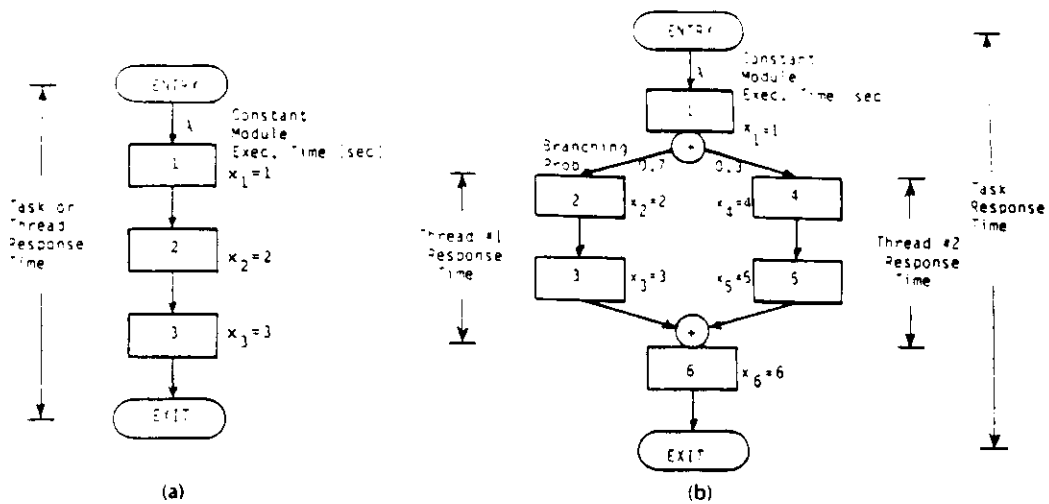 ENTRY
λ
Constant
Module
Exec. Time (sec)
1
x1=1
Task or
Thread
Response
Time
2
x2=2
3
x3=3
EXIT
(a)
ENTRY
λ
Constant
Module
Exec. Time (sec
1
x1=1
+
Branching
Prob
0.7
0.3
2
x2=2
x4=4
4
Thread #1
Response
Time
3
x3=3
x5=5
5
Thread #2
Response
Time
Task
Response
Time
+
6
x6=6
EXIT
(b)